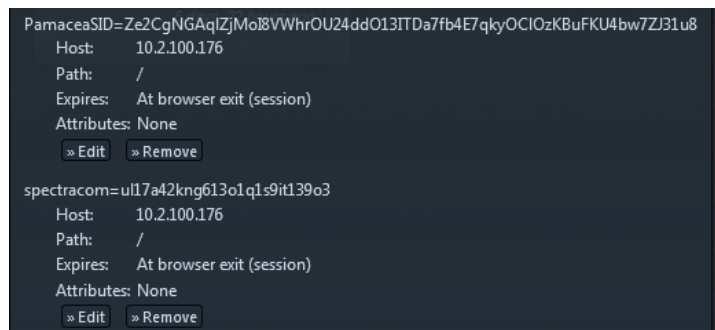 PamaceaSID=Ze2CgNGAqlZjMoI8VWhrOU24ddO13ITDa7fb4E7qkyOClOzKBuFKU4bw7ZJ31u8
Host: 10.2.100.176
Path: /
Expires: At browser exit (session)
Attributes: None
» Edit » Remove
spectracom=ul17a42kng613o1q1s9it139o3
Host: 10.2.100.176
Path: /
Expires: At browser exit (session)
Attributes: None
» Edit » Remove